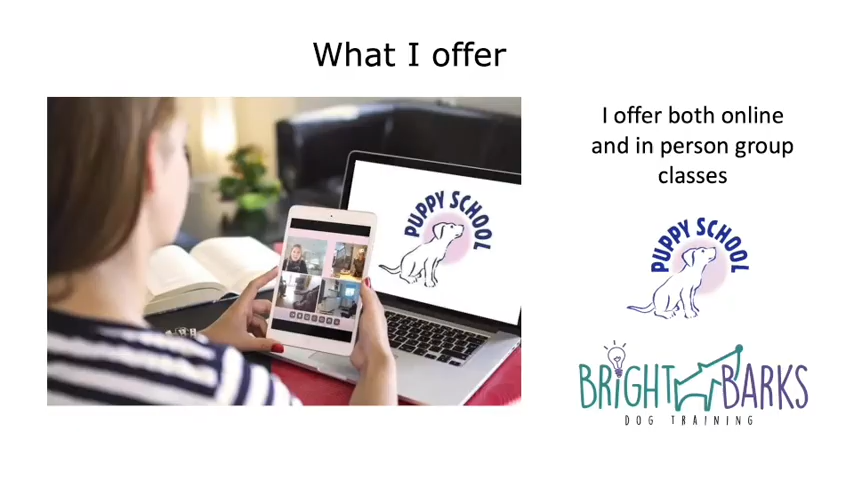 What I offer
I offer both online
and in person group
classes
PUPPY SCHOOL
PUPPY SCHOOL
BRIGHT BARKS
DOG TRAINING